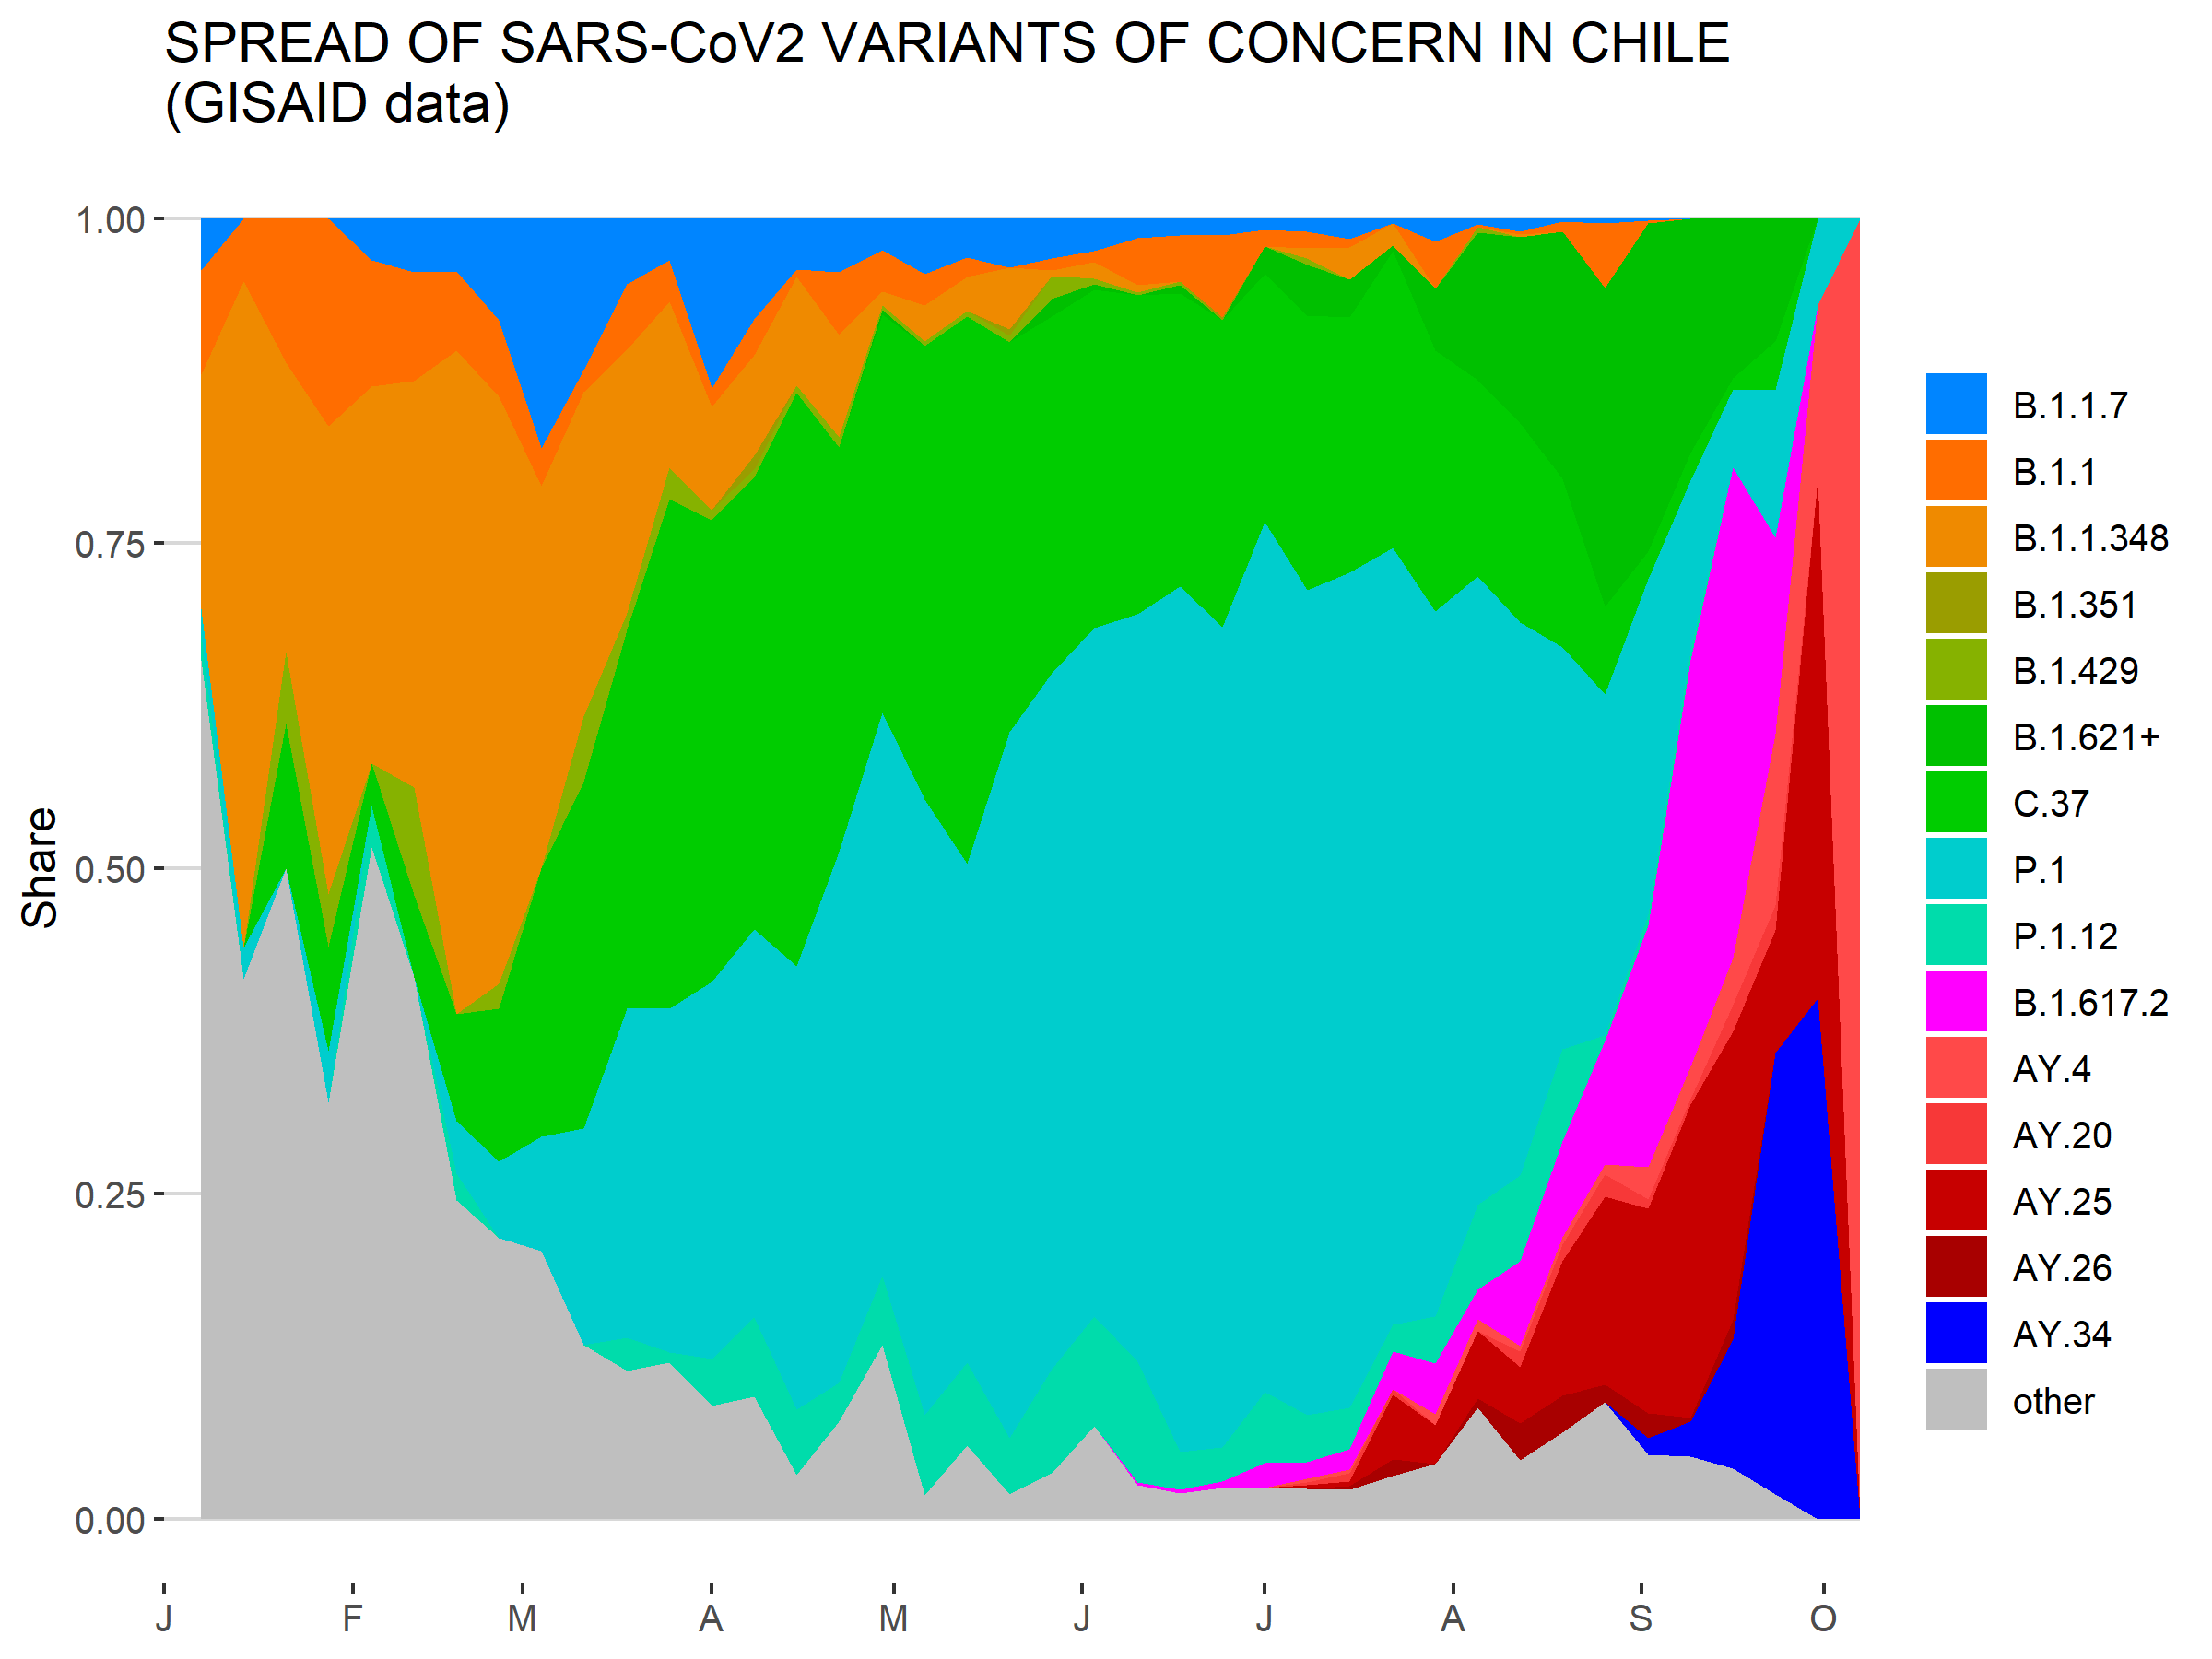 SPREAD OF SARS-CoV2 VARIANTS OF CONCERN IN CHILE
(GISAID data)
1.00
0.75
0.50
0.25
0.00
Share
J F M A M J J A S O
B.1.1.7
B.1.1
B.1.1.348
B.1.351
B.1.429
B.1.621+
C.37
P.1
P.1.12
B.1.617.2
AY.4
AY.20
AY.25
AY.26
AY.34
other